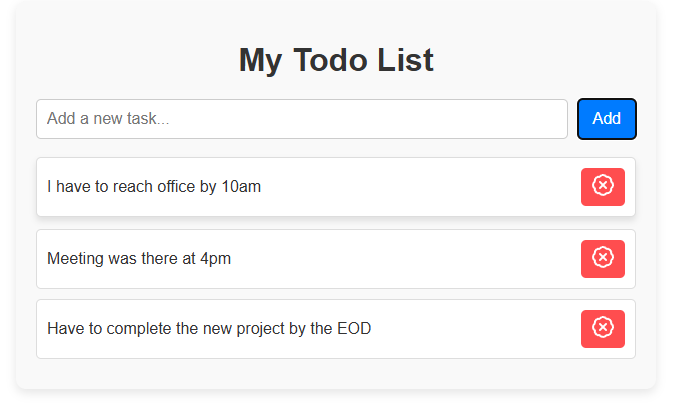 My Todo List
Add a new task...
Add
I have to reach office by 10am
Meeting was there at 4pm
Have to complete the new project by the EOD